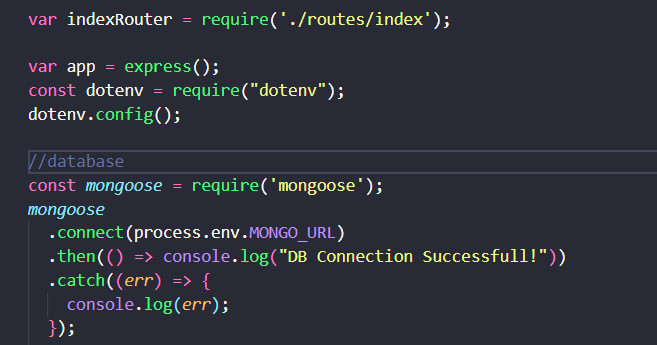 var indexRouter = require('./routes/index');
var app = express();
const dotenv = require("dotenv");
dotenv.config();
//database
const mongoose = require('mongoose');
mongoose
.connect(process.env.MONGO_URL)
.then(() => console.log("DB Connection Successfull!"))
.catch((err) => {
console.log(err);
});